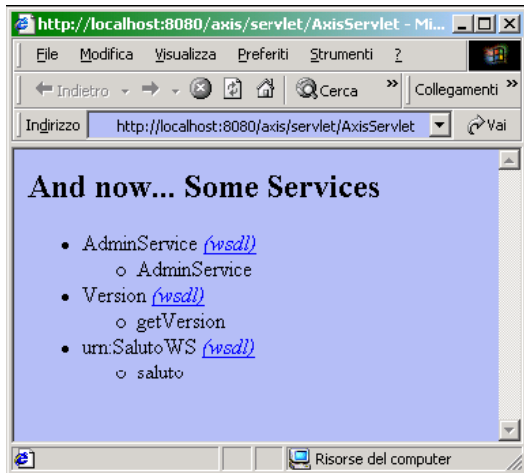 http://localhost:8080/axis/servlet/AxisServlet - Mi...
File Modifica Visualizza Preferiti Strumenti ?
Indietro Cerca » Collegamenti »
Indirizzo http://localhost:8080/axis/servlet/AxisServlet Vai
And now... Some Services
AdminService (wsdl)
AdminService
Version (wsdl)
getVersion
urn:SalutoWS (wsdl)
saluto
Risorse del computer